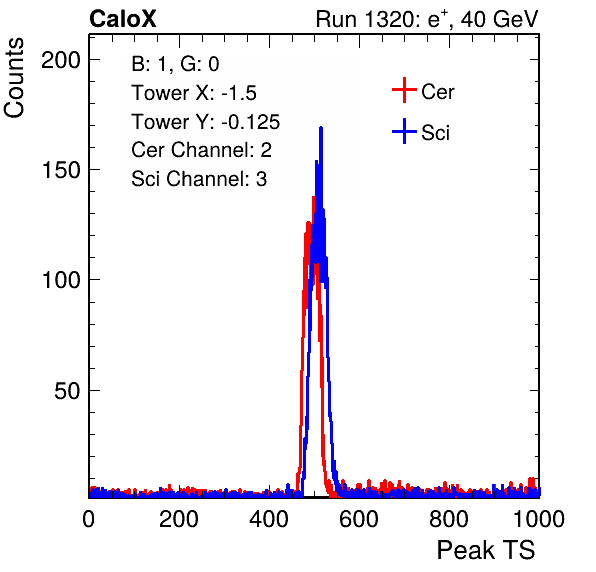 CaloX
Run 1320: e+, 40 GeV
Counts
B: 1, G: 0
Tower X: -1.5
Tower Y: -0.125
Cer Channel: 2
Sci Channel: 3
Cer
Sci
200
150
100
50
0 200 400 600 800 1000
Peak TS